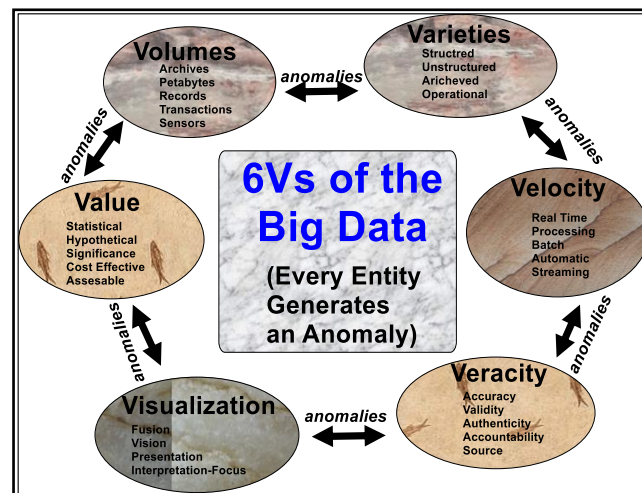 Volumes
Archives
Petabytes
Records
Transactions
Sensors
anomalies
Varieties
Structred
Unstructured
Aricheved
Operational
anomalies
anomalies
6Vs of the
Big Data
(Every Entity
Generates
an Anomaly)
Value
Statistical
Hypothetical
Significance
Cost Effective
Assesable
Velocity
Real Time
Processing
Batch
Automatic
Streaming
anomalies
anomalies
Visualization
Fusion
Vision
Presentation
Interpretation-Focus
anomalies
Veracity
Accuracy
Validity
Authenticity
Accountability
Source